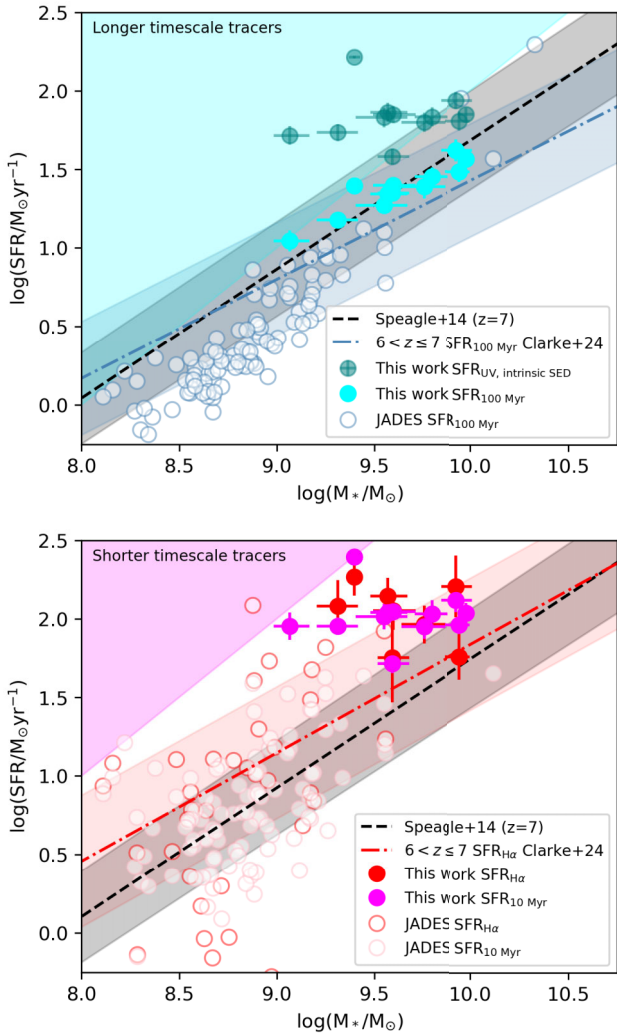 2.5
Longer timescale tracers
2.0
1.5
1.0
0.5
0.0
log(SFR/M⊙yr⁻¹)
Speagle+14 (z=7)
6 < z ≤ 7 SFR₁₀₀ Myr Clarke+24
This work SFR_UV, intrinsic SED
This work SFR₁₀₀ Myr
JADES SFR₁₀₀ Myr
8.0 8.5 9.0 9.5 10.0 10.5
log(M*/M⊙)
2.5
Shorter timescale tracers
2.0
1.5
1.0
0.5
0.0
log(SFR/M⊙yr⁻¹)
Speagle+14 (z=7)
6 < z ≤ 7 SFR_Hα Clarke+24
This work SFR_Hα
This work SFR₁₀ Myr
JADES SFR_Hα
JADES SFR₁₀ Myr
8.0 8.5 9.0 9.5 10.0 10.5
log(M*/M⊙)